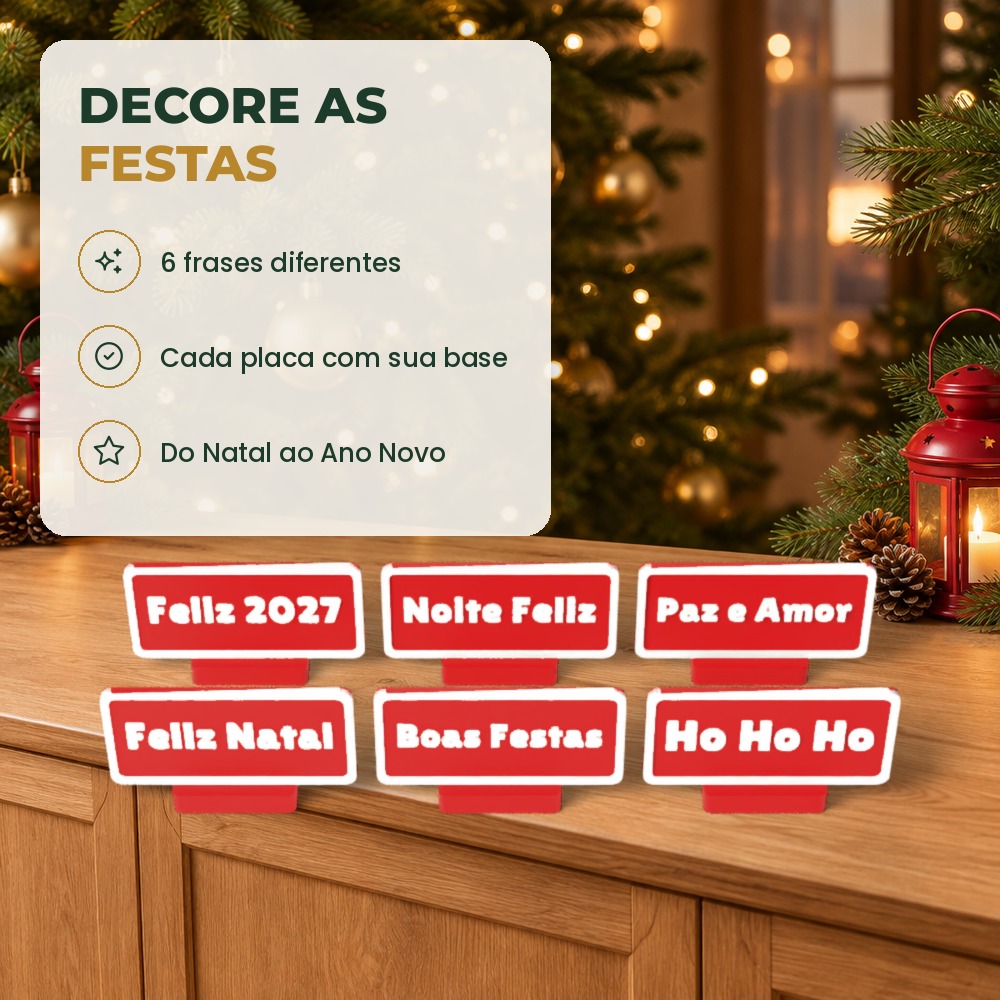 DECORE AS
FESTAS
6 frases diferentes
Cada placa com sua base
Do Natal ao Ano Novo
Feliz 2027
Noite Feliz
Paz e Amor
Feliz Natal
Boas Festas
Ho Ho Ho